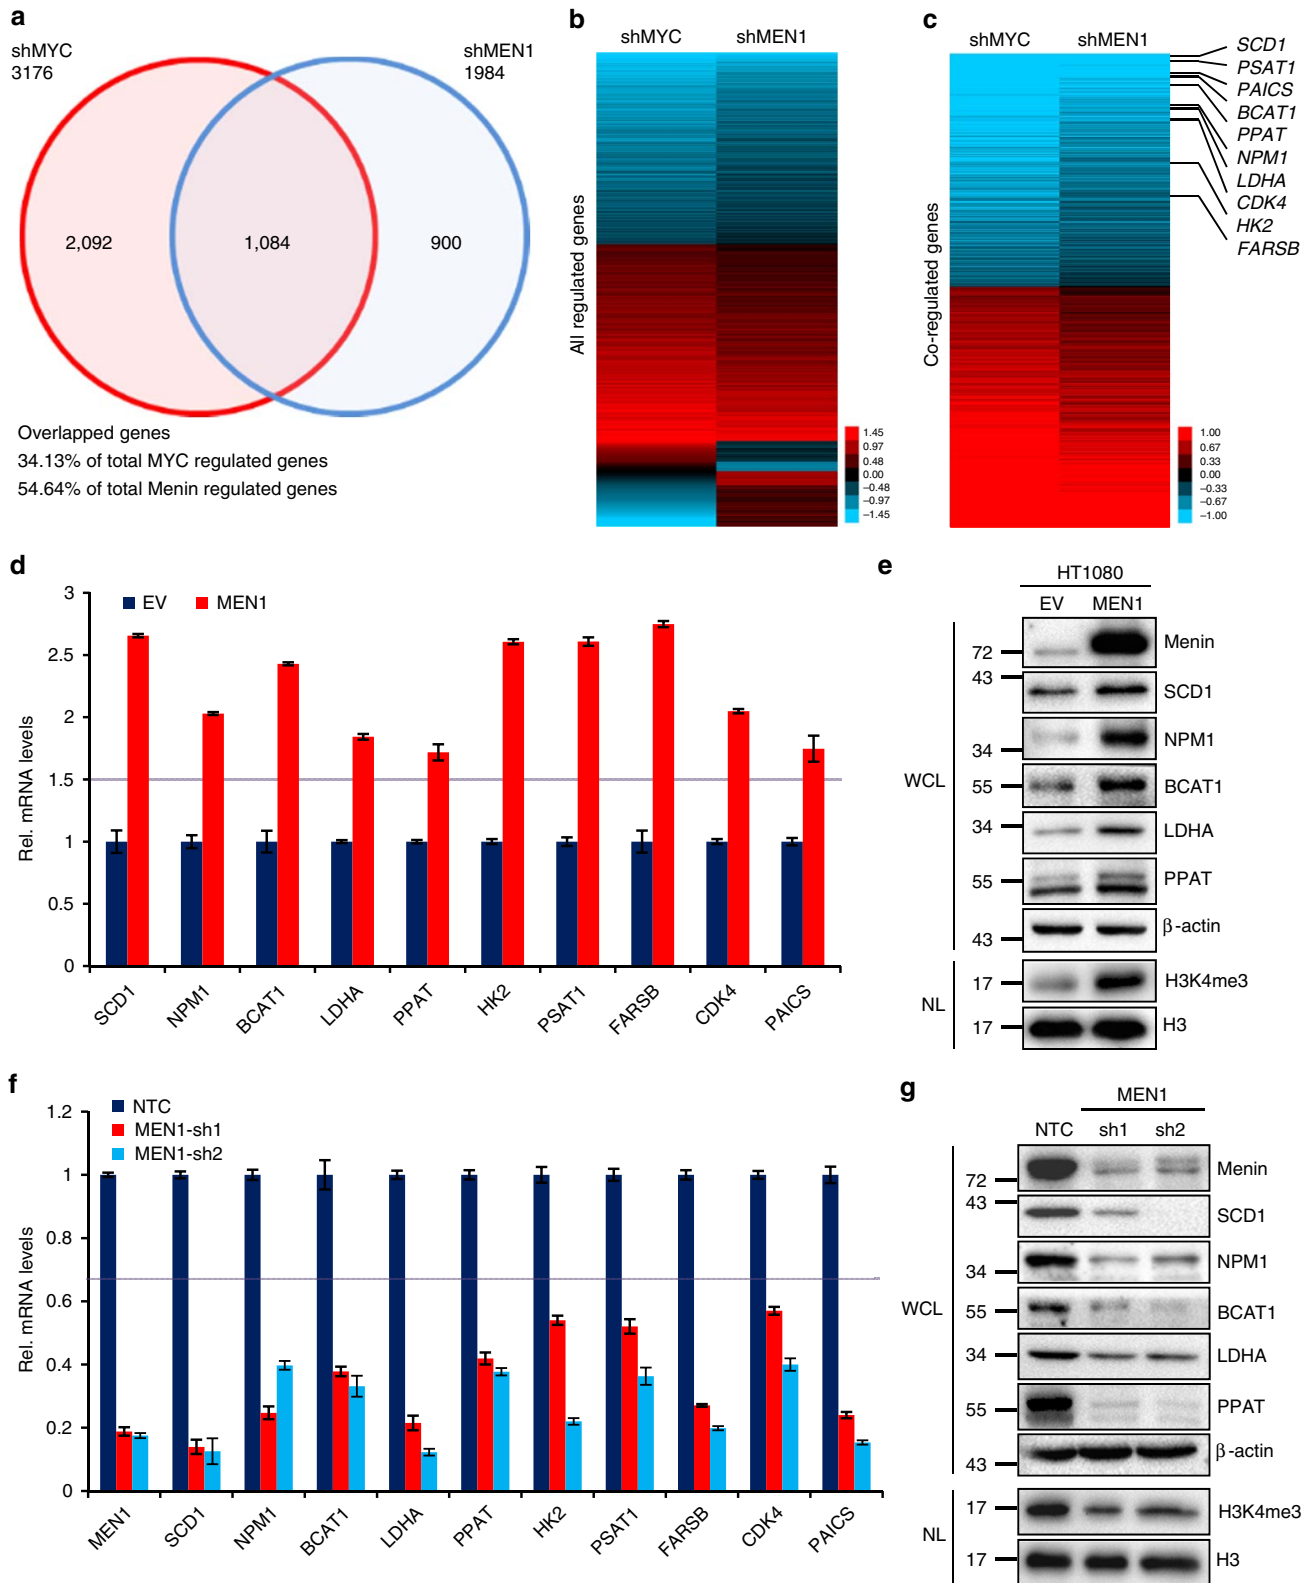 a
shMYC
3176
shMEN1
1984
2,092
1,084
900
Overlapped genes
34.13% of total MYC regulated genes
54.64% of total Menin regulated genes
b
shMYC
shMEN1
All regulated genes
1.45
0.97
0.48
0.00
−0.48
−0.97
−1.45
c
shMYC
shMEN1
Co-regulated genes
SCD1
PSAT1
PAICS
BCAT1
PPAT
NPM1
LDHA
CDK4
HK2
FARSB
1.00
0.67
0.33
0.00
−0.33
−0.67
−1.00
d
EV
MEN1
Rel. mRNA levels
3
2.5
2
1.5
1
0.5
0
SCD1
NPM1
BCAT1
LDHA
PPAT
HK2
PSAT1
FARSB
CDK4
PAICS
e
HT1080
EV
MEN1
WCL
72
Menin
43
SCD1
34
NPM1
55
BCAT1
34
LDHA
55
PPAT
43
β-actin
NL
17
H3K4me3
17
H3
f
NTC
MEN1-sh1
MEN1-sh2
Rel. mRNA levels
1.2
1
0.8
0.6
0.4
0.2
0
MEN1
SCD1
NPM1
BCAT1
LDHA
PPAT
HK2
PSAT1
FARSB
CDK4
PAICS
g
MEN1
NTC
sh1
sh2
WCL
72
Menin
43
SCD1
34
NPM1
55
BCAT1
34
LDHA
55
PPAT
43
β-actin
NL
17
H3K4me3
17
H3